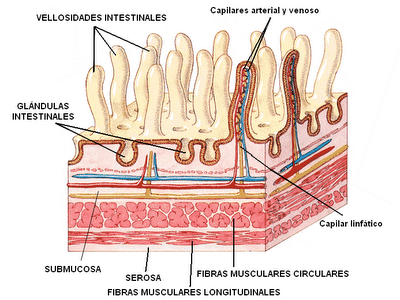 VELLOSIDADES INTESTINALES
Capilares arterial y venoso
GLÁNDULAS
INTESTINALES
Capilar linfático
SUBMUCOSA
SEROSA
FIBRAS MUSCULARES CIRCULARES
FIBRAS MUSCULARES LONGITUDINALES